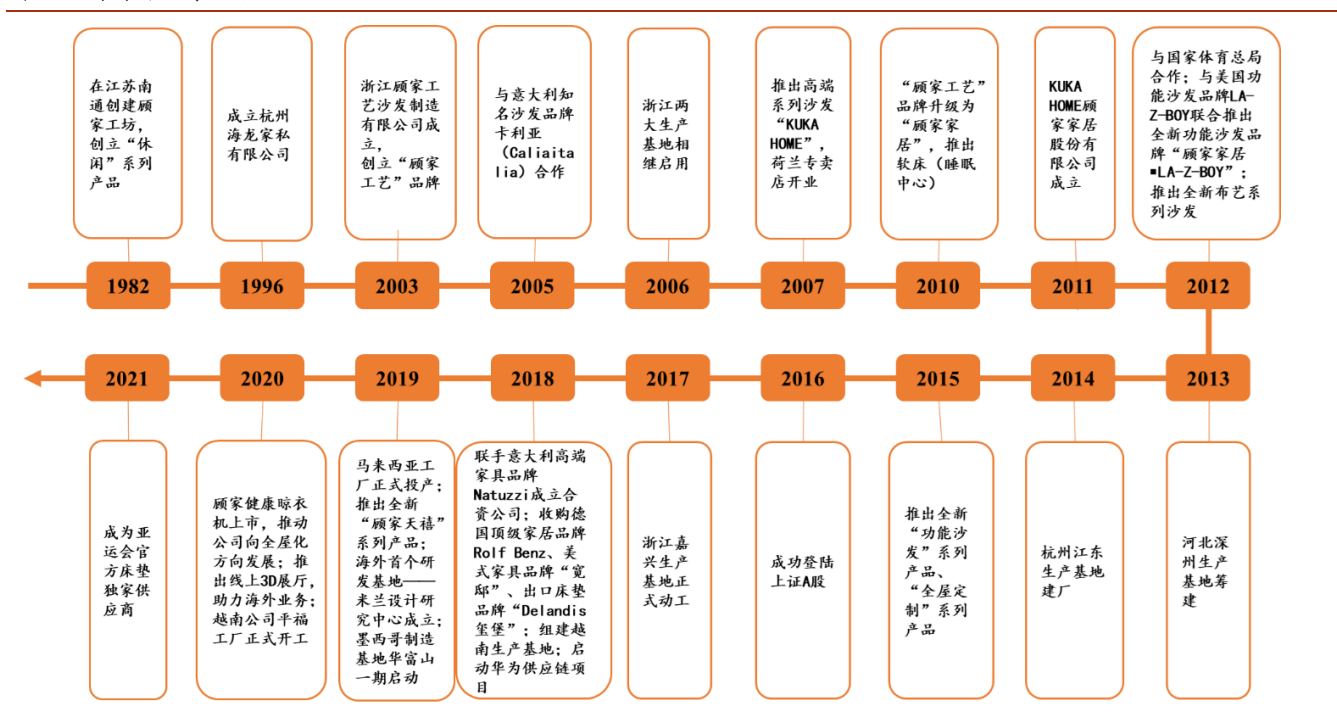 在江苏南
通创建顾
家工坊，
创立“休
闲”系列
产品
成立杭州
海龙家私
有限公司
浙江顾家工
艺沙发制造
有限公司成
立，
创立“顾家
工艺”品牌
与意大利知
名沙发品牌
卡利亚
（Caliaita
lia）合作
浙江两
大生产
基地相
继启用
推出高端
系列沙发
“KUKA
HOME”，
荷兰专卖
店开业
“顾家工艺”
品牌升级为
“顾家家
居”，推出
软床（睡眠
中心）
KUKA
HOME顾
家家居
股份有
限公司
成立
与国家体育总局
合作；与美国功
能沙发品牌LA-
Z-BOY联合推出
全新功能沙发品
牌“顾家家居
▪LA-Z-BOY”；
推出全新布艺系
列沙发
1982
1996
2003
2005
2006
2007
2010
2011
2012
2021
2020
2019
2018
2017
2016
2015
2014
2013
成为亚
运会官
方床垫
独家供
应商
顾家健康晾衣
机上市，推动
公司向全屋化
方向发展；推
出线上3D展厅，
助力海外业务；
越南公司平福
工厂正式开工
马来西亚工
厂正式投产；
推出全新
“顾家天禧”
系列产品；
海外首个研
发基地——
米兰设计研
究中心成立；
墨西哥制造
基地华富山
一期启动
联手意大利高端
家具品牌
Natuzzi成立合
资公司；收购德
国顶级家居品牌
Rolf Benz、美
式家具品牌“宽
邸”、出口床垫
品牌“Delandis
玺堡”；组建越
南生产基地；启
动华为供应链项
目
浙江嘉
兴生产
基地正
式动工
成功登陆
上证A股
推出全新
“功能沙
发”系列
产品、
“全屋定
制”系列
产品
杭州江东
生产基地
建厂
河北深
州生产
基地筹
建